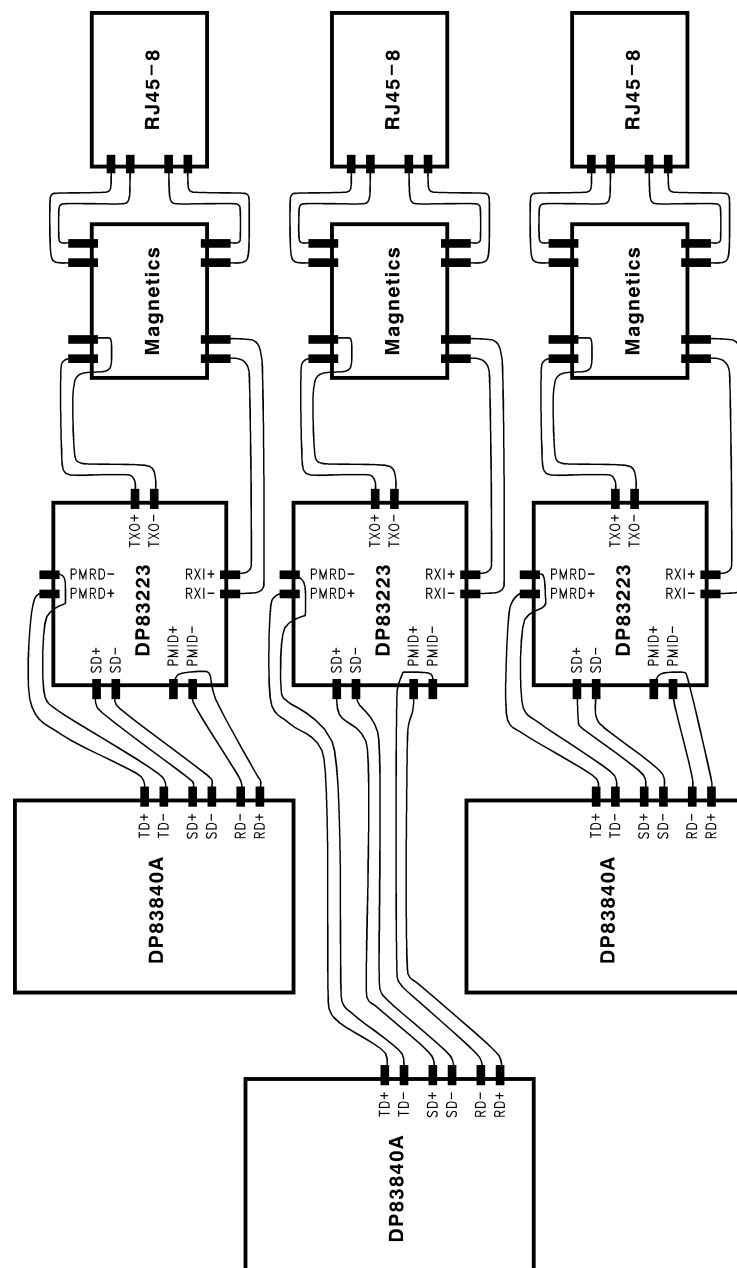 RJ45-8
RJ45-8
RJ45-8
Magnetics
Magnetics
Magnetics
TXO+
TXO-
PMRD-
PMRD+
RXI+
RXI-
DP83223
SD+
SD-
PMID+
PMID-
TXO+
TXO-
PMRD-
PMRD+
RXI+
RXI-
DP83223
SD+
SD-
PMID+
PMID-
TXO+
TXO-
PMRD-
PMRD+
RXI+
RXI-
DP83223
SD+
SD-
PMID+
PMID-
TD+
TD-
SD+
SD-
RD-
RD+
DP83840A
TD+
TD-
SD+
SD-
RD-
RD+
DP83840A
TD+
TD-
SD+
SD-
RD-
RD+
DP83840A